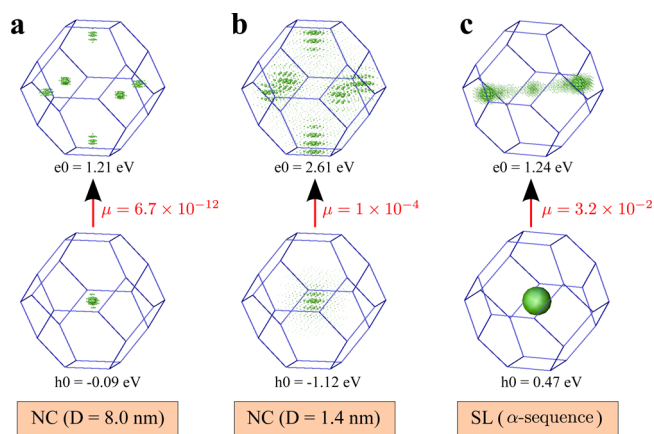 a
b
c
e0 = 1.21 eV
e0 = 2.61 eV
e0 = 1.24 eV
μ = 6.7 × 10⁻¹²
μ = 1 × 10⁻⁴
μ = 3.2 × 10⁻²
h0 = -0.09 eV
h0 = -1.12 eV
h0 = 0.47 eV
NC (D = 8.0 nm)
NC (D = 1.4 nm)
SL (α-sequence)